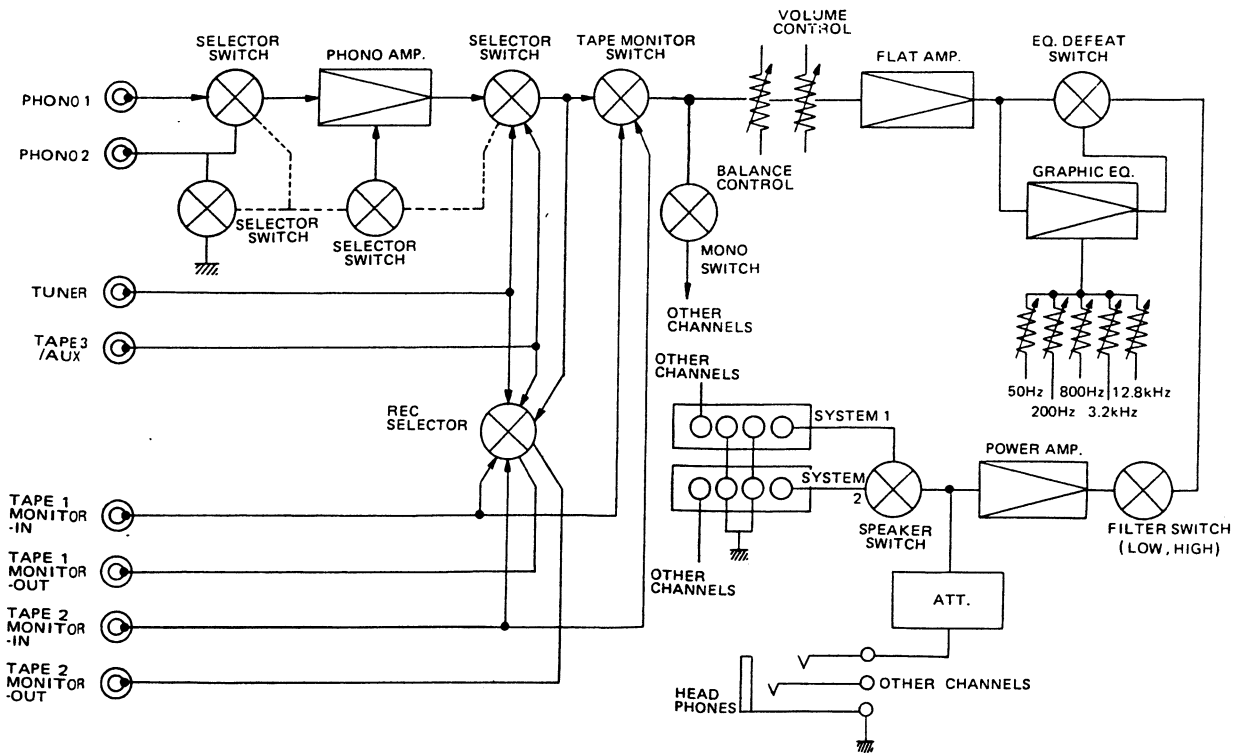 VOLUME
CONTROL
SELECTOR
SWITCH
PHONO AMP.
SELECTOR
SWITCH
TAPE MONITOR
SWITCH
FLAT AMP.
EQ. DEFEAT
SWITCH
PHONO 1
PHONO 2
BALANCE
CONTROL
GRAPHIC EQ.
SELECTOR
SWITCH
SELECTOR
SWITCH
MONO
SWITCH
TUNER
OTHER
CHANNELS
TAPE3
/AUX
OTHER
CHANNELS
50Hz 800Hz 12.8kHz
200Hz 3.2kHz
REC
SELECTOR
SYSTEM 1
POWER AMP.
SYSTEM
2
TAPE 1
MONITOR
-IN
SPEAKER
SWITCH
FILTER SWITCH
(LOW, HIGH)
TAPE 1
MONITOR
-OUT
OTHER
CHANNELS
ATT.
TAPE 2
MONITOR
-IN
TAPE 2
MONITOR
-OUT
HEAD
PHONES
OTHER CHANNELS